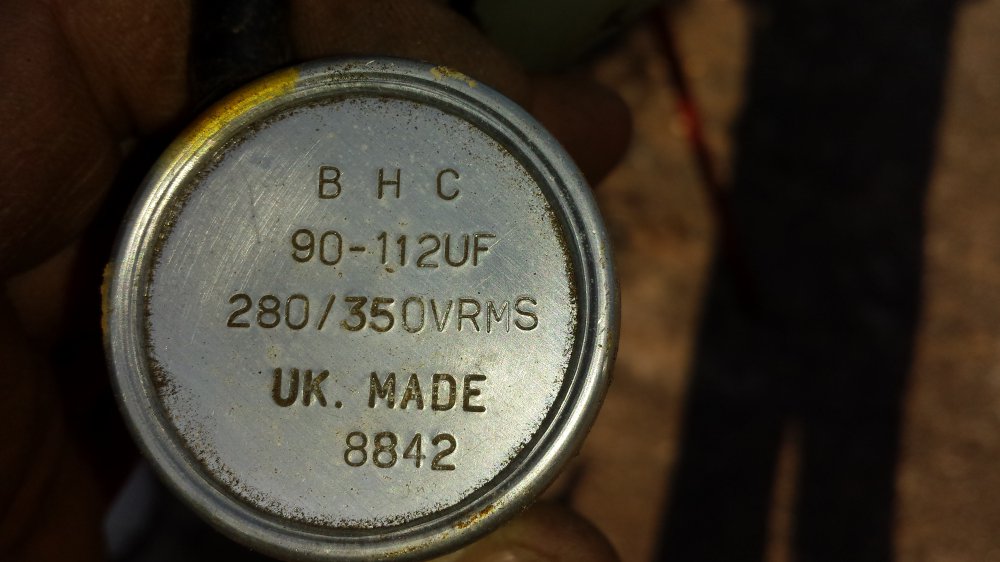 B H C
90-112UF
280/350VRMS
UK. MADE
8842